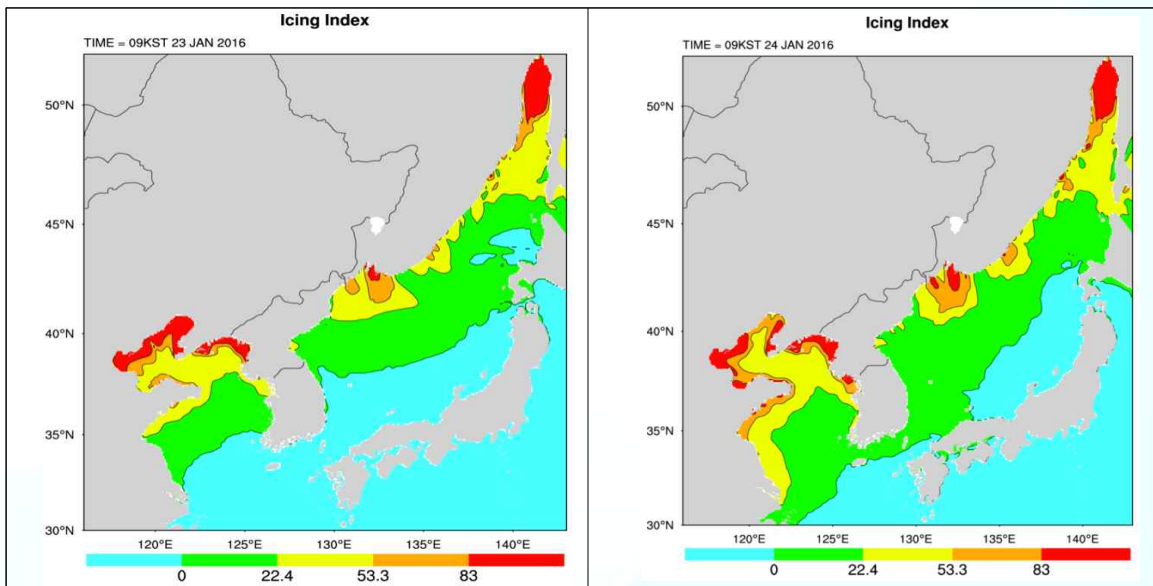 Icing Index
TIME = 09KST 23 JAN 2016
50°N
45°N
40°N
35°N
30°N
120°E 125°E 130°E 135°E 140°E
0 22.4 53.3 83
Icing Index
TIME = 09KST 24 JAN 2016
50°N
45°N
40°N
35°N
30°N
120°E 125°E 130°E 135°E 140°E
0 22.4 53.3 83